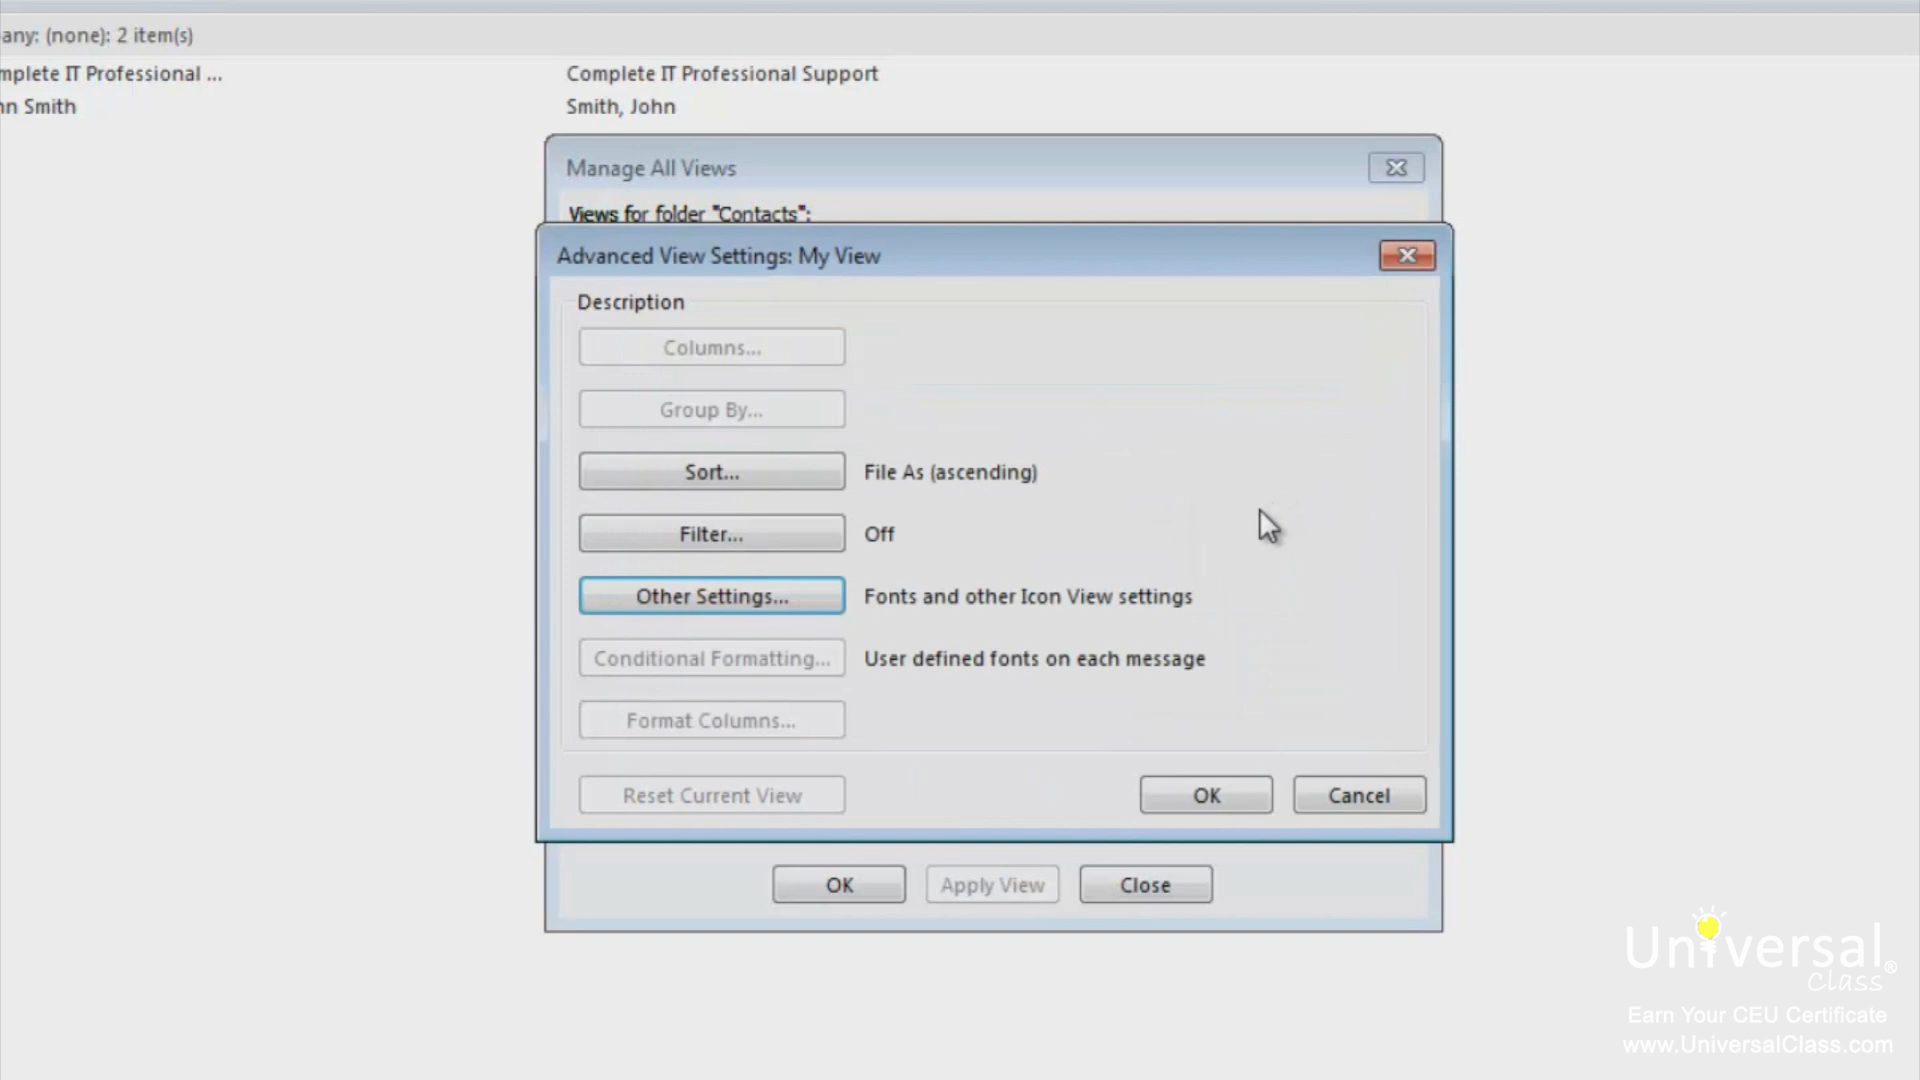 any: (none): 2 item(s)
mplete IT Professional ...
Complete IT Professional Support
hn Smith
Smith, John
Manage All Views
Views for folder "Contacts":
Advanced View Settings: My View
Description
Columns...
Group By...
Sort...
File As (ascending)
Filter...
Off
Other Settings...
Fonts and other Icon View settings
Conditional Formatting...
User defined fonts on each message
Format Columns...
Reset Current View
OK
Cancel
OK
Apply View
Close
Universal®
Class
Earn Your CEU Certificate
www.UniversalClass.com